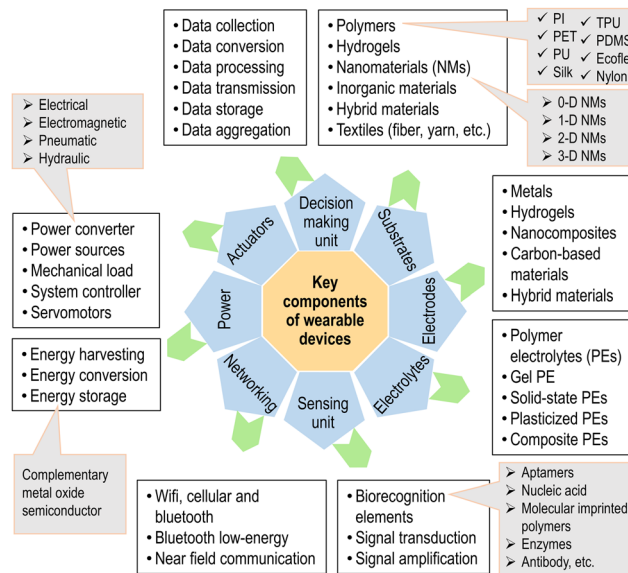 Data collection
Data conversion
Data processing
Data transmission
Data storage
Data aggregation
Polymers
Hydrogels
Nanomaterials (NMs)
Inorganic materials
Hybrid materials
Textiles (fiber, yarn, etc.)
PI
PET
PU
Silk
TPU
PDMS
Ecofle
Nylon
0-D NMs
1-D NMs
2-D NMs
3-D NMs
Electrical
Electromagnetic
Pneumatic
Hydraulic
Power converter
Power sources
Mechanical load
System controller
Servomotors
Energy harvesting
Energy conversion
Energy storage
Complementary
metal oxide
semiconductor
Decision
making
unit
Substrates
Electrodes
Electrolytes
Sensing
unit
Networking
Power
Actuators
Key
components
of wearable
devices
Metals
Hydrogels
Nanocomposites
Carbon-based
materials
Hybrid materials
Polymer
electrolytes (PEs)
Gel PE
Solid-state PEs
Plasticized PEs
Composite PEs
Wifi, cellular and
bluetooth
Bluetooth low-energy
Near field communication
Biorecognition
elements
Signal transduction
Signal amplification
Aptamers
Nucleic acid
Molecular imprinted
polymers
Enzymes
Antibody, etc.